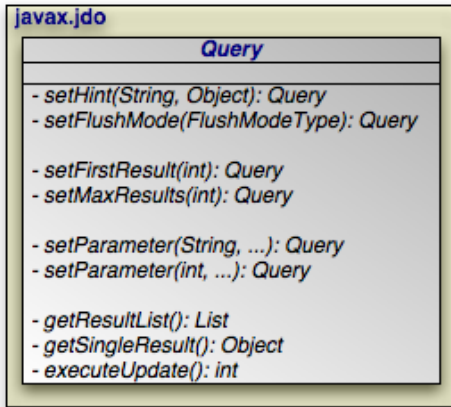 javax.jdo
Query
- setHint(String, Object): Query
- setFlushMode(FlushModeType): Query
- setFirstResult(int): Query
- setMaxResults(int): Query
- setParameter(String, ...): Query
- setParameter(int, ...): Query
- getResultList(): List
- getSingleResult(): Object
- executeUpdate(): int